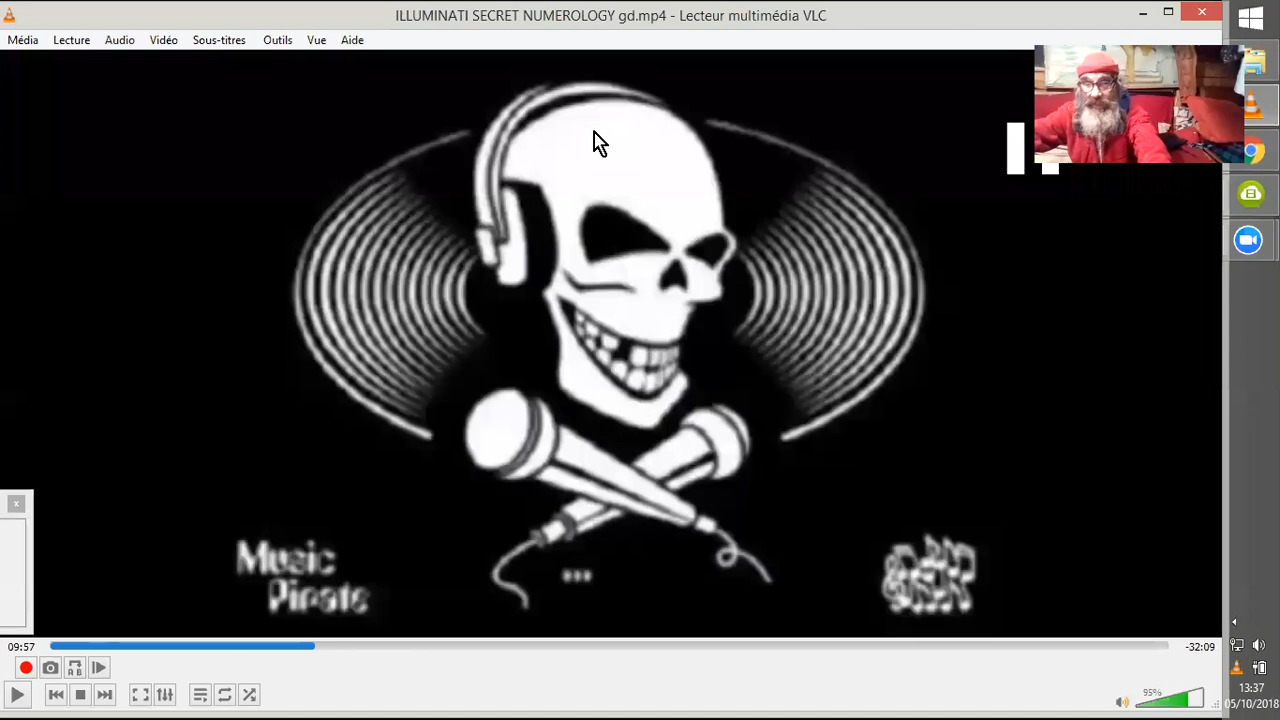 ILLUMINATI SECRET NUMEROLOGY gd.mp4 - Lecteur multimédia VLC
Média Lecture Audio Vidéo Sous-titres Outils Vue Aide
Music
Pirate
...
09:57
-32:09
A B
95%
13:37
05/10/2018